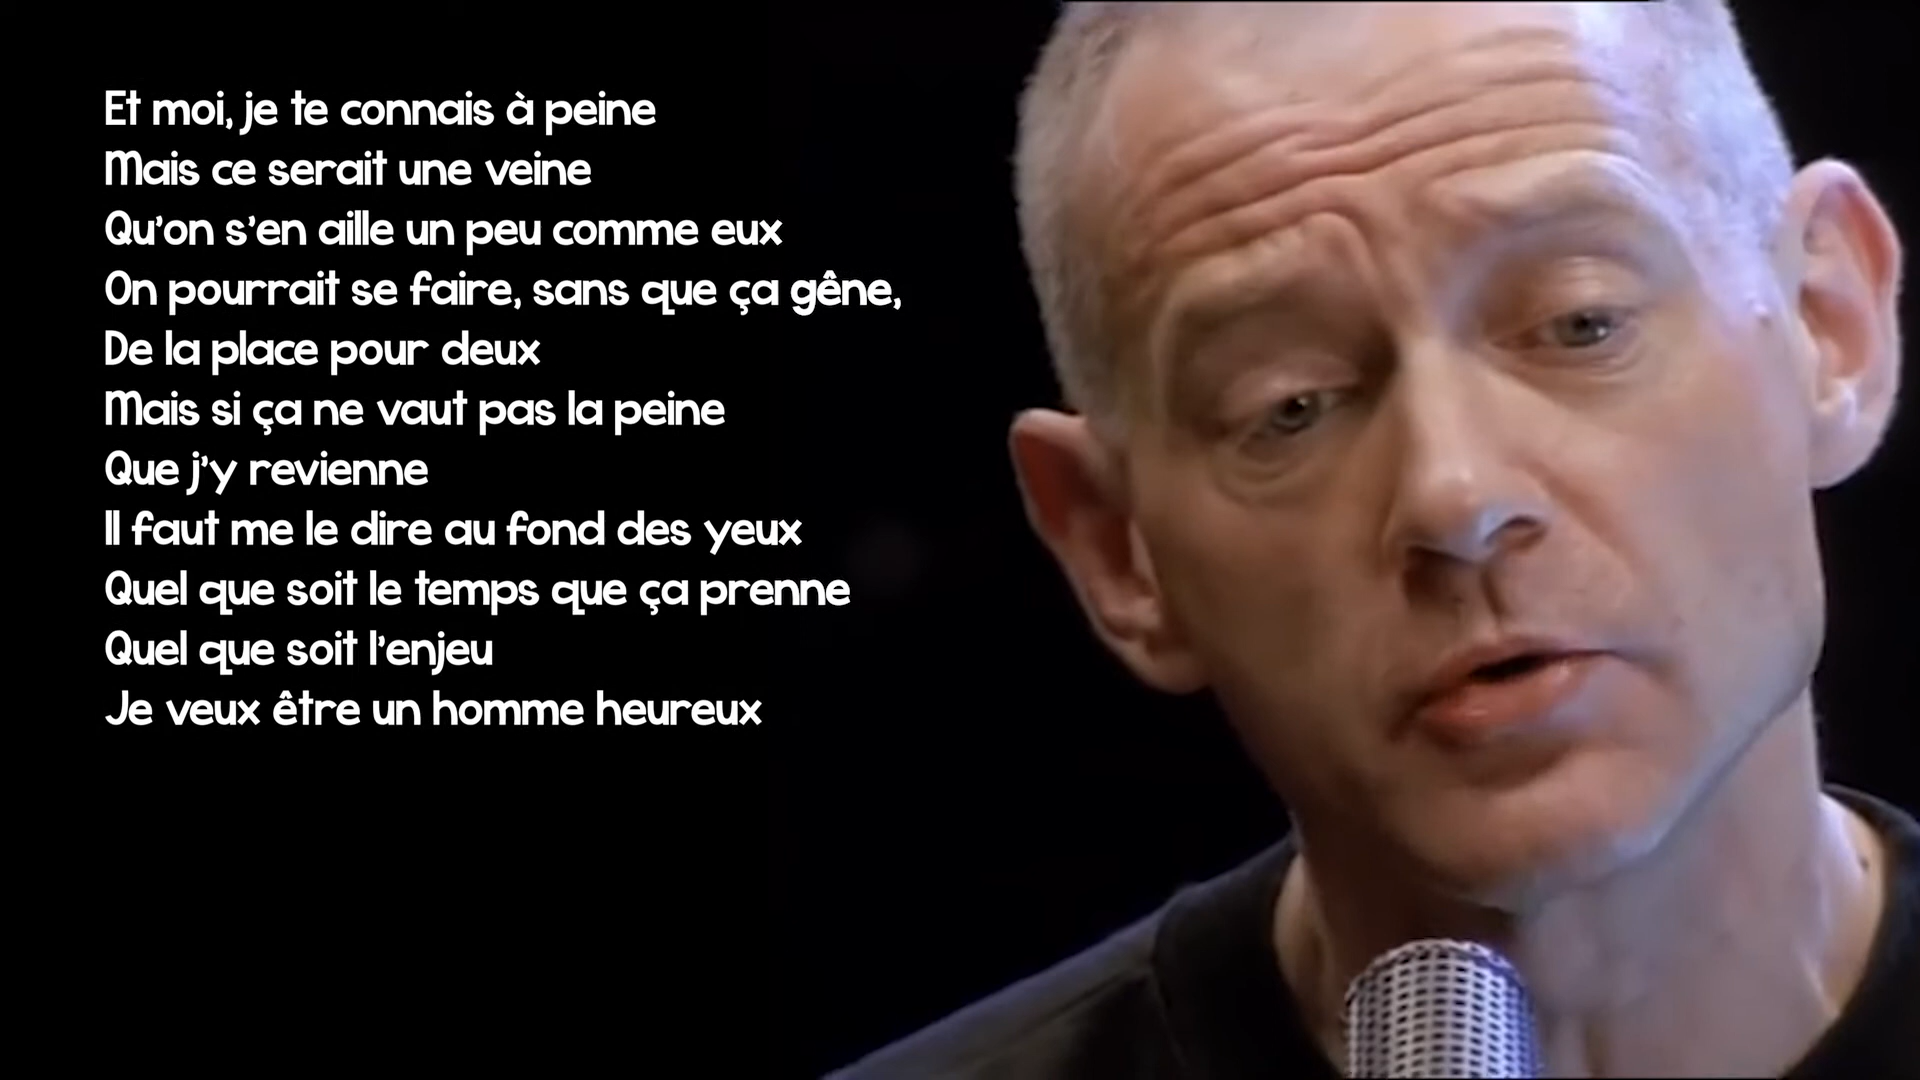 Et moi, je te connais à peine
Mais ce serait une veine
Qu'on s'en aille un peu comme eux
On pourrait se faire, sans que ça gêne,
De la place pour deux
Mais si ça ne vaut pas la peine
Que j'y revienne
Il faut me le dire au fond des yeux
Quel que soit le temps que ça prenne
Quel que soit l'enjeu
Je veux être un homme heureux